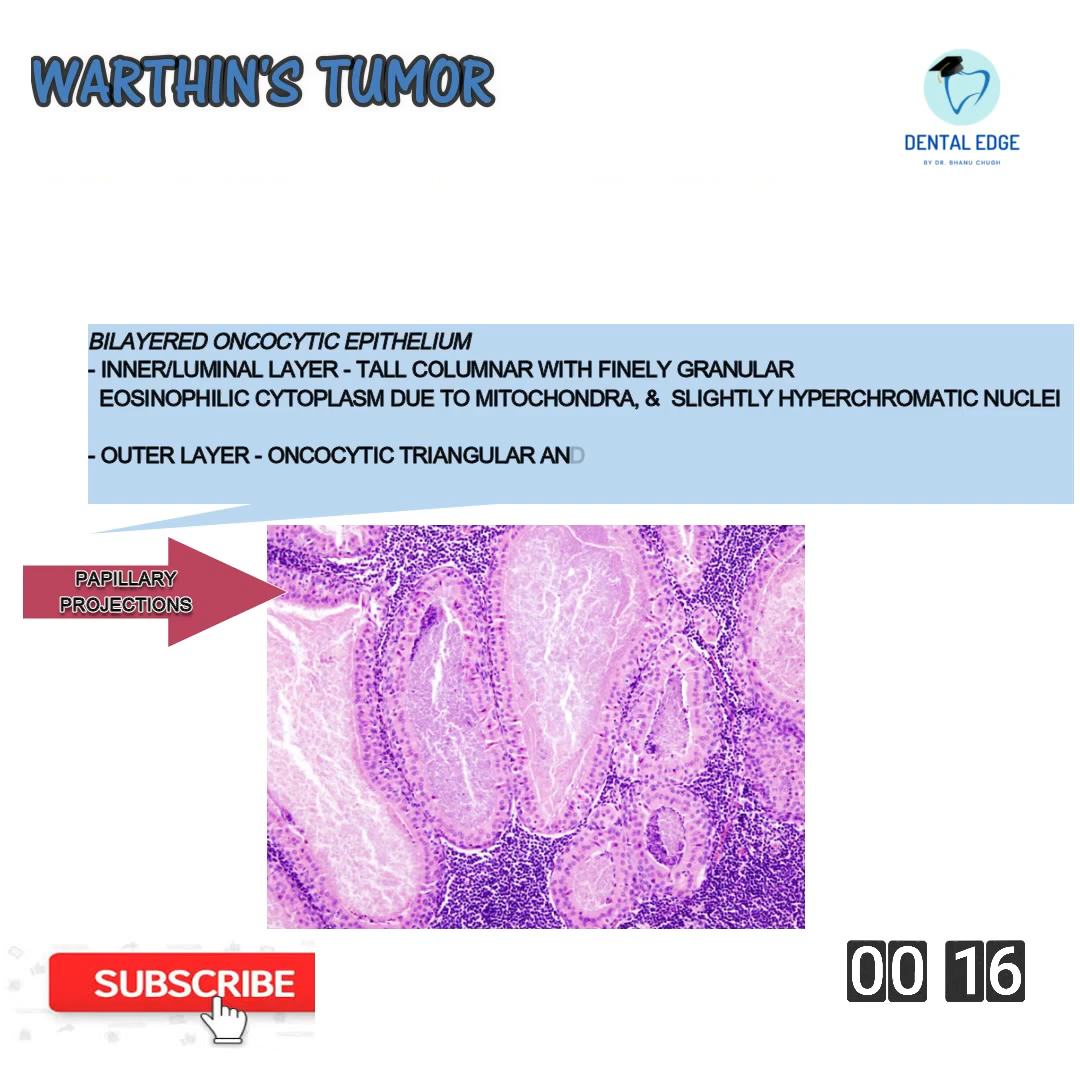 WARTHIN'S TUMOR
DENTAL EDGE
BY DR. BHANU CHUGH
BILAYERED ONCOCYTIC EPITHELIUM
- INNER/LUMINAL LAYER - TALL COLUMNAR WITH FINELY GRANULAR
EOSINOPHILIC CYTOPLASM DUE TO MITOCHONDRA, & SLIGHTLY HYPERCHROMATIC NUCLEI
- OUTER LAYER - ONCOCYTIC TRIANGULAR AND
PAPILLARY
PROJECTIONS
SUBSCRIBE
00 16